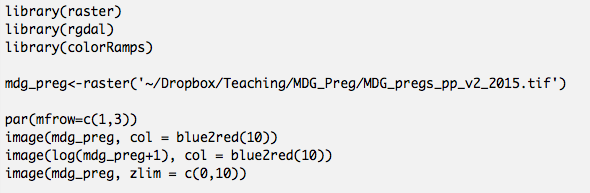 library(raster)
library(rgdal)
library(colorRamps)
mdg_preg<-raster('~/Dropbox/Teaching/MDG_Preg/MDG_pregs_pp_v2_2015.tif')
par(mfrow=c(1,3))
image(mdg_preg, col = blue2red(10))
image(log(mdg_preg+1), col = blue2red(10))
image(mdg_preg, zlim = c(0,10))